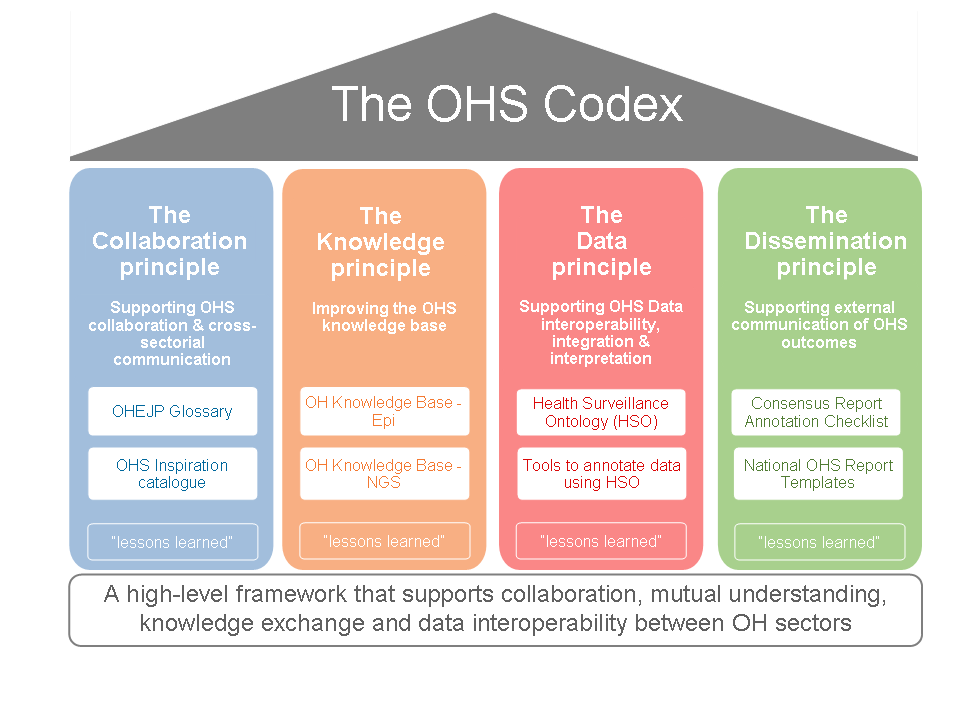 The OHS Codex
The
Collaboration
principle
Supporting OHS
collaboration & cross-
sectorial
communication
OHEJP Glossary
OHS Inspiration
catalogue
"lessons learned"
The
Knowledge
principle
Improving the OHS
knowledge base
OH Knowledge Base -
Epi
OH Knowledge Base -
NGS
"lessons learned"
The
Data
principle
Supporting OHS Data
interoperability,
integration &
interpretation
Health Surveillance
Ontology (HSO)
Tools to annotate data
using HSO
"lessons learned"
The
Dissemination
principle
Supporting external
communication of OHS
outcomes
Consensus Report
Annotation Checklist
National OHS Report
Templates
"lessons learned"
A high-level framework that supports collaboration, mutual understanding,
knowledge exchange and data interoperability between OH sectors